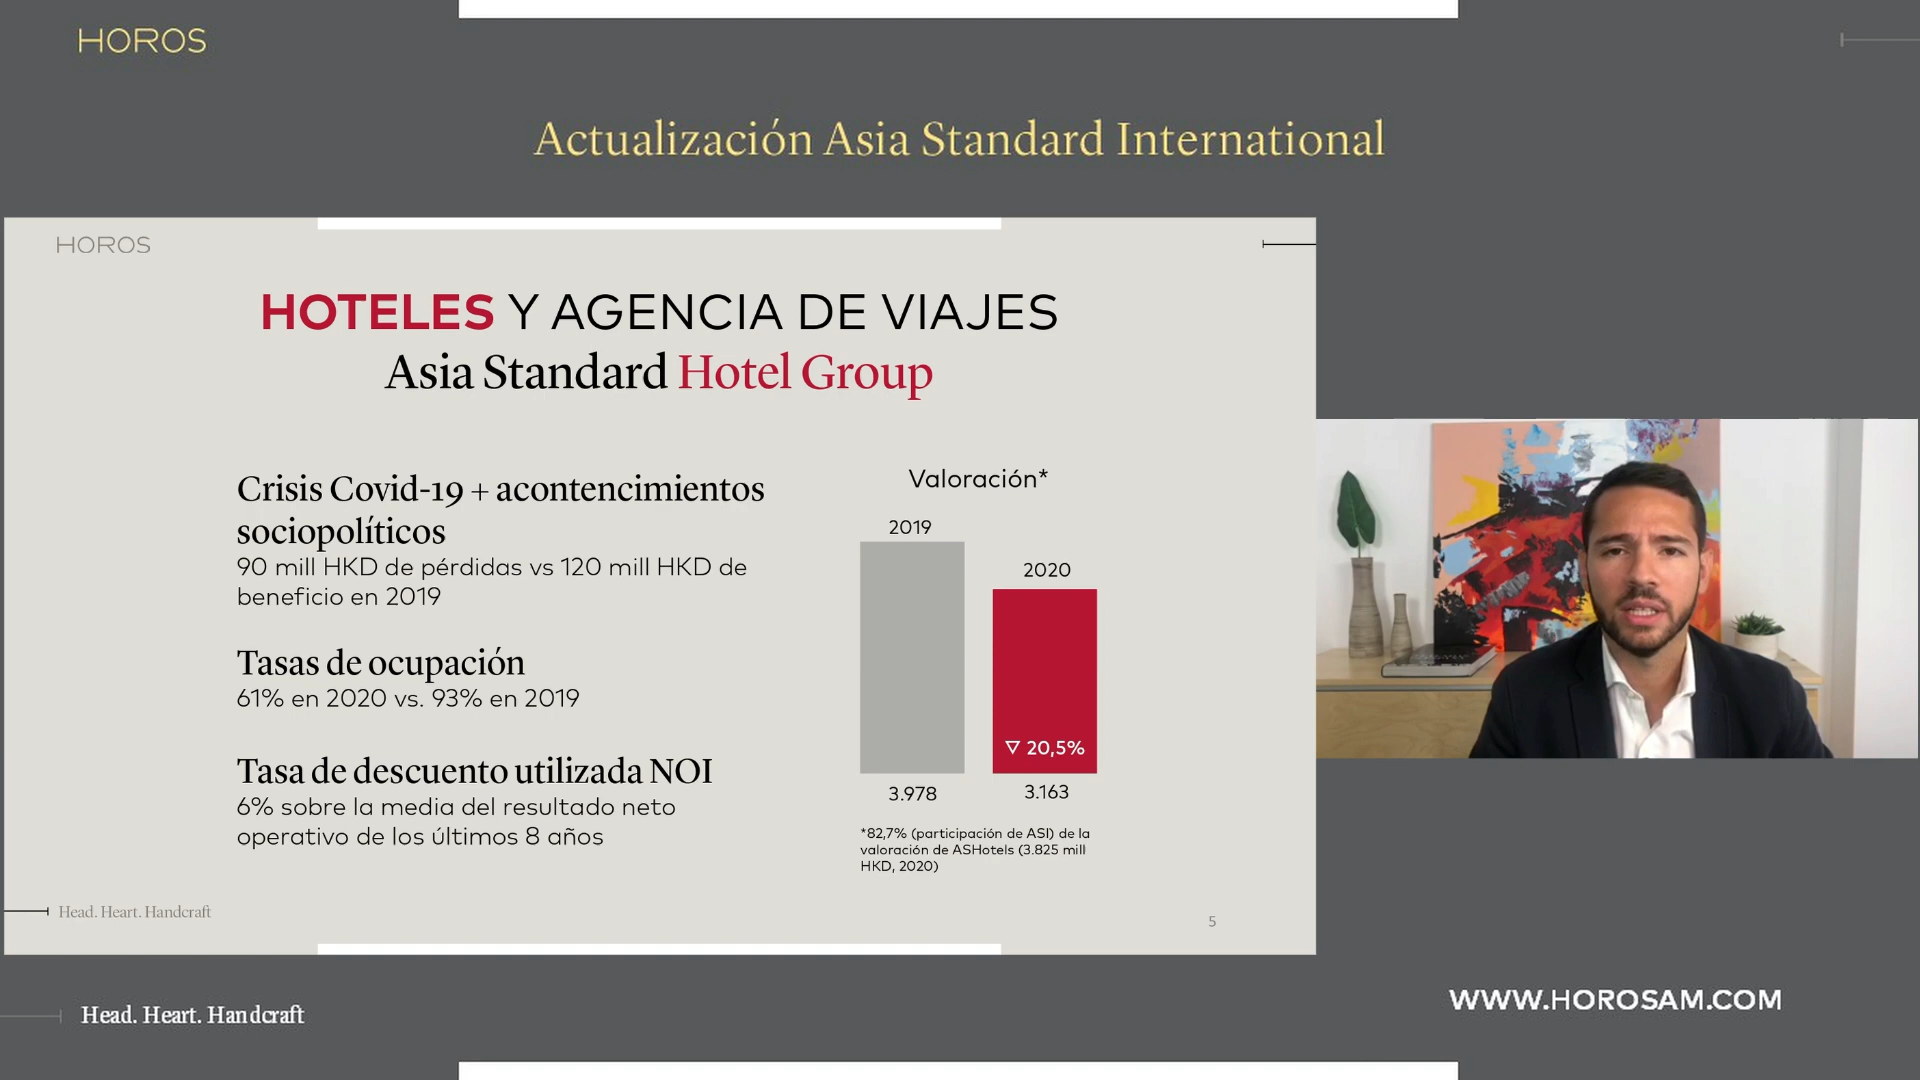 HOROS
Actualización Asia Standard International
HOROS
HOTELES Y AGENCIA DE VIAJES
Asia Standard Hotel Group
Crisis Covid-19 + acontencimientos
sociopolíticos
90 mill HKD de pérdidas vs 120 mill HKD de
beneficio en 2019
Tasas de ocupación
61% en 2020 vs. 93% en 2019
Tasa de descuento utilizada NOI
6% sobre la media del resultado neto
operativo de los últimos 8 años
Valoración*
2019
2020
▽ 20,5%
3.978
3.163
*82,7% (participación de ASI) de la
valoración de ASHotels (3.825 mill
HKD, 2020)
Head. Heart. Handcraft
5
Head. Heart. Handcraft
WWW.HOROSAM.COM